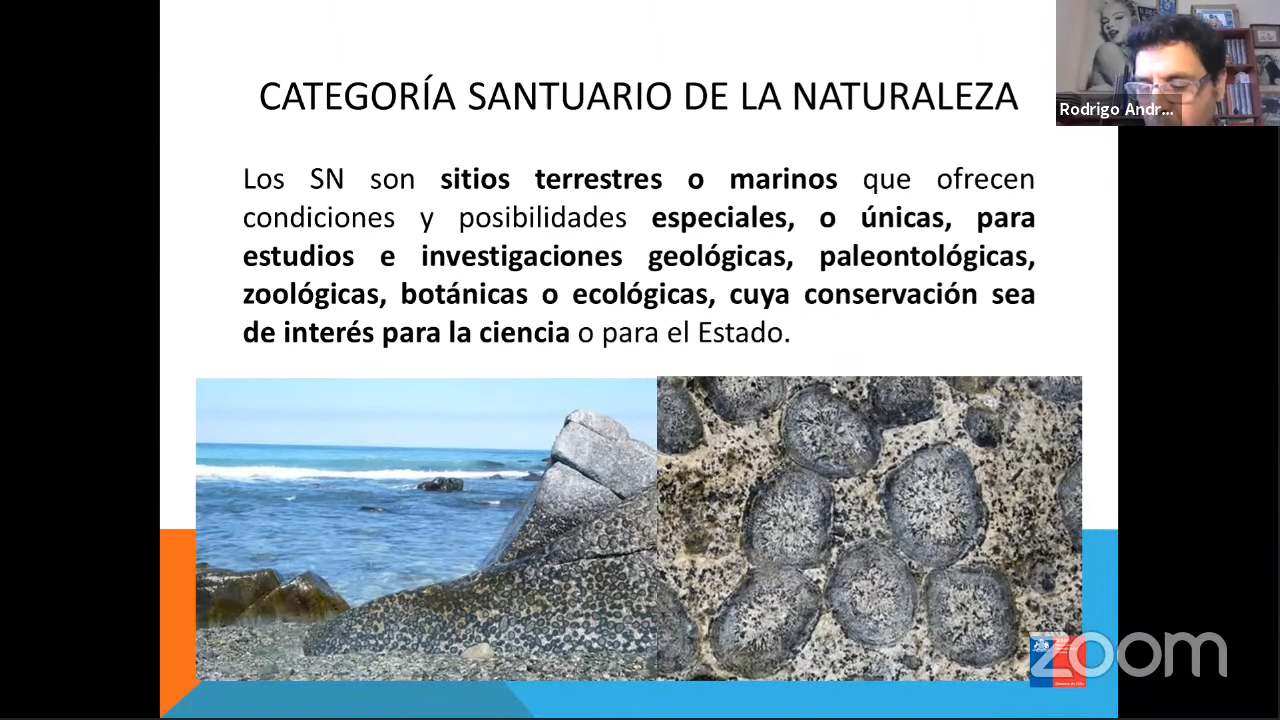 CATEGORÍA SANTUARIO DE LA NATURALEZA
Rodrigo Andr...
Los SN son sitios terrestres o marinos que ofrecen
condiciones y posibilidades especiales, o únicas, para
estudios e investigaciones geológicas, paleontológicas,
zoológicas, botánicas o ecológicas, cuya conservación sea
de interés para la ciencia o para el Estado.
zoom